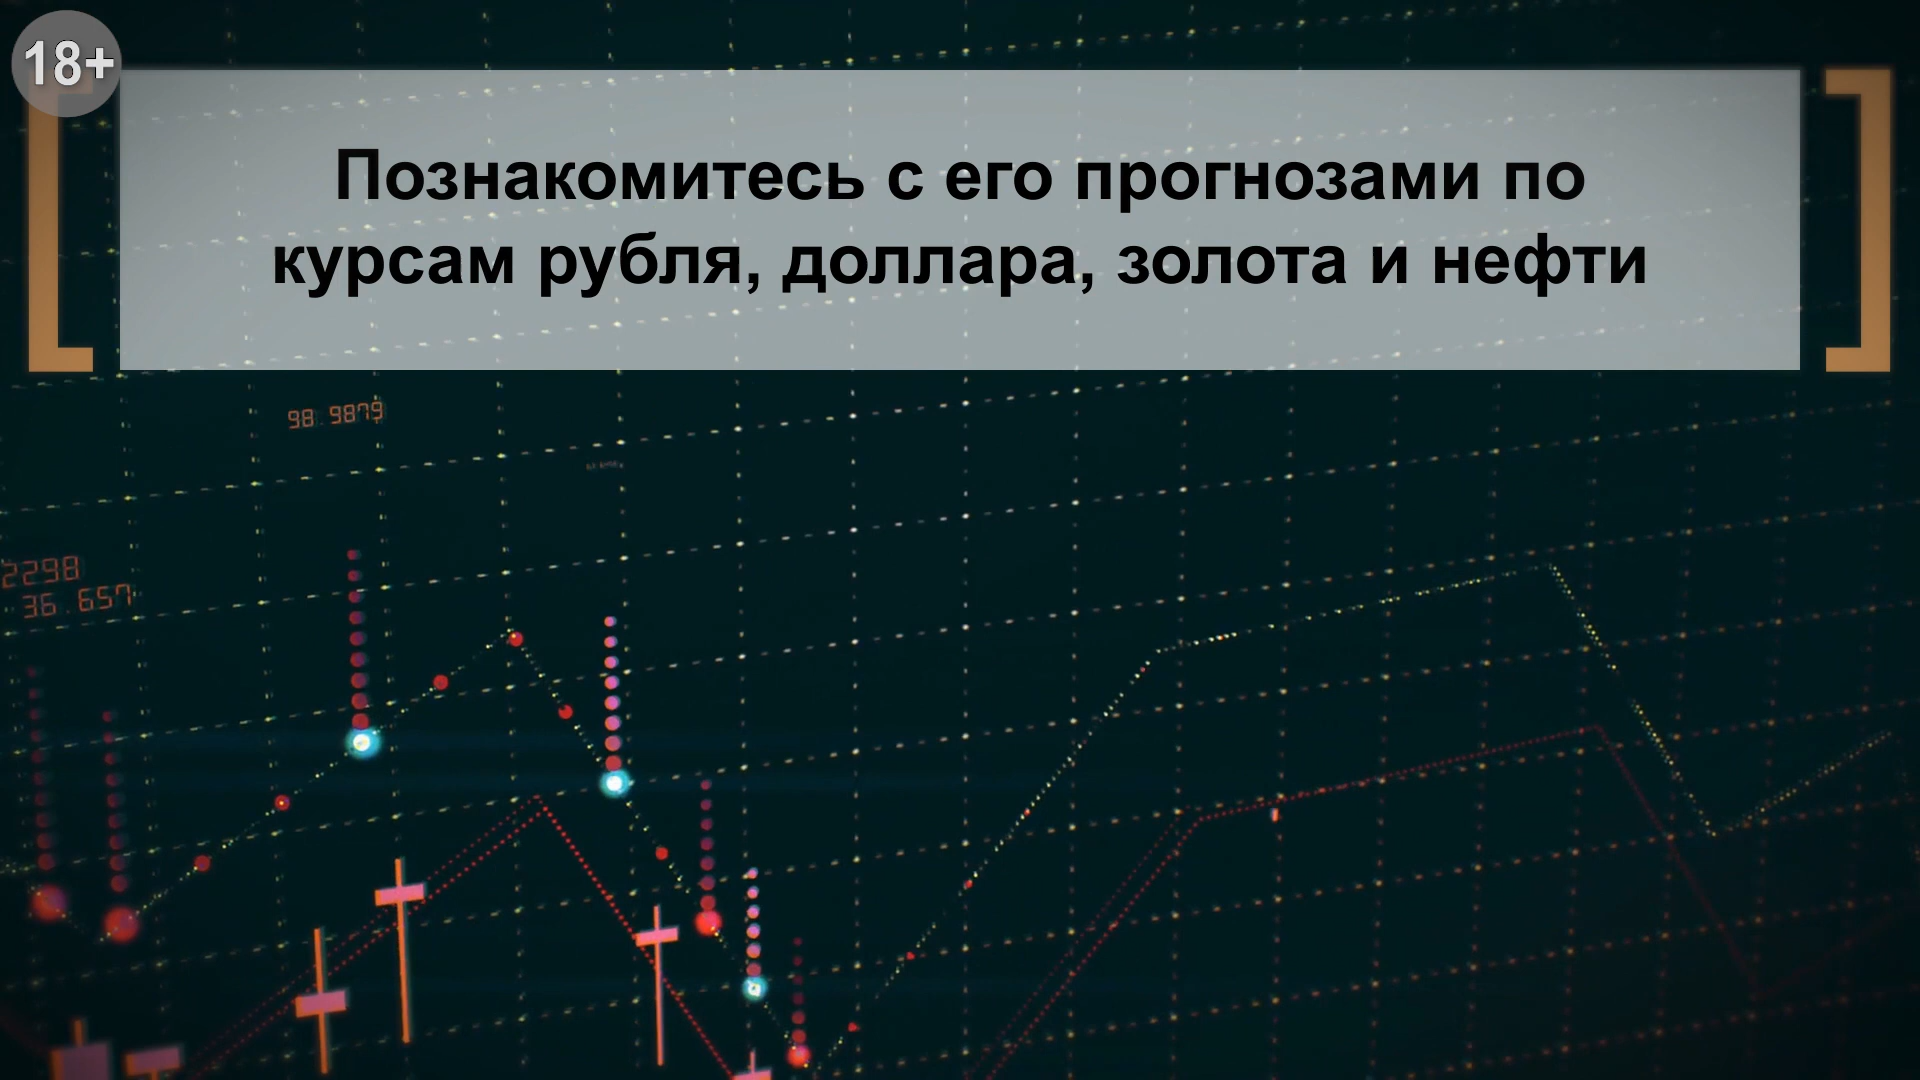 18+
Познакомитесь с его прогнозами по
курсам рубля, доллара, золота и нефти
98.9879
2298
36.657